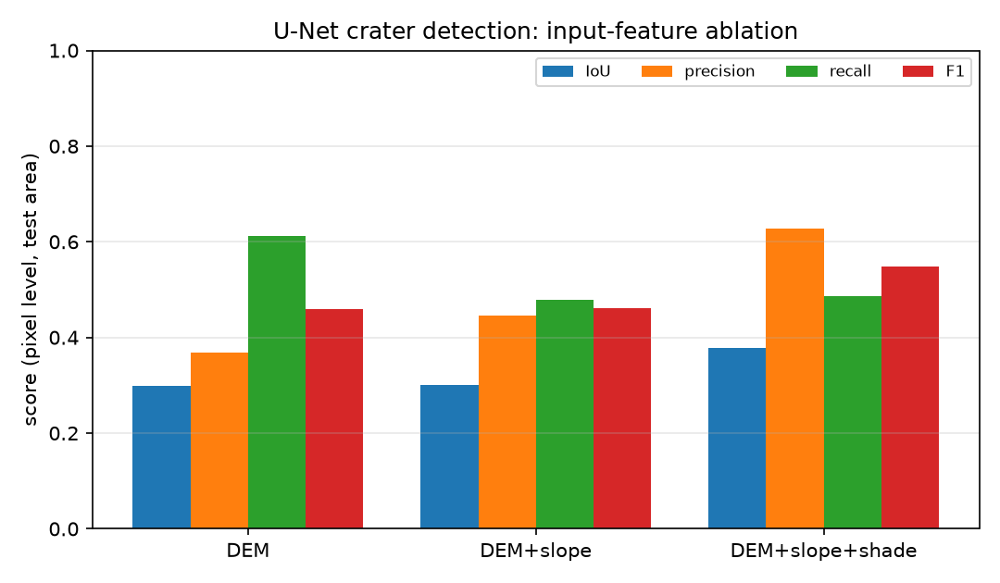 U-Net crater detection: input-feature ablation
IoU precision recall F1
score (pixel level, test area)
1.0
0.8
0.6
0.4
0.2
0.0
DEM DEM+slope DEM+slope+shade